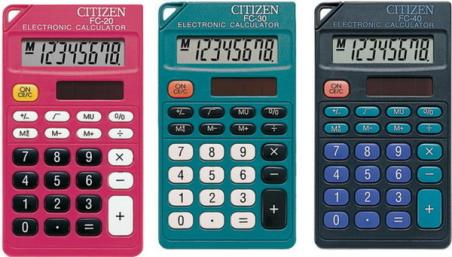 CITIZEN
FC-20
ELECTRONIC CALCULATOR
M 12345678.
ON
CE/C
+/- √ MU %
M- M+ ÷
7 8 9 ×
4 5 6 −
1 2 3 +
0 · =
CITIZEN
FC-30
ELECTRONIC CALCULATOR
M 12345678.
ON
CE/C
+/- √ MU %
M- M+ ÷
7 8 9 ×
4 5 6 −
1 2 3 +
0 · =
CITIZEN
FC-40
ELECTRONIC CALCULATOR
M 12345678.
ON
CE/C
+/- √ MU %
M- M+ ÷
7 8 9 ×
4 5 6 −
1 2 3 +
0 · =